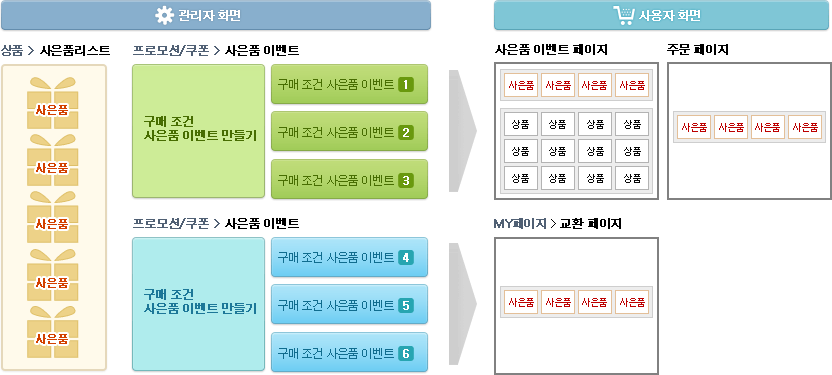 관리자 화면
사용자 화면
상품 > 사은품리스트
프로모션/쿠폰 > 사은품 이벤트
사은품 이벤트 페이지
주문 페이지
사은품
사은품
사은품
사은품
사은품
구매 조건
사은품 이벤트 만들기
구매 조건 사은품 이벤트 1
구매 조건 사은품 이벤트 2
구매 조건 사은품 이벤트 3
사은품 사은품 사은품 사은품
상품 상품 상품 상품
상품 상품 상품 상품
상품 상품 상품 상품
사은품 사은품 사은품 사은품
프로모션/쿠폰 > 사은품 이벤트
MY페이지 > 교환 페이지
구매 조건
사은품 이벤트 만들기
구매 조건 사은품 이벤트 4
구매 조건 사은품 이벤트 5
구매 조건 사은품 이벤트 6
사은품 사은품 사은품 사은품